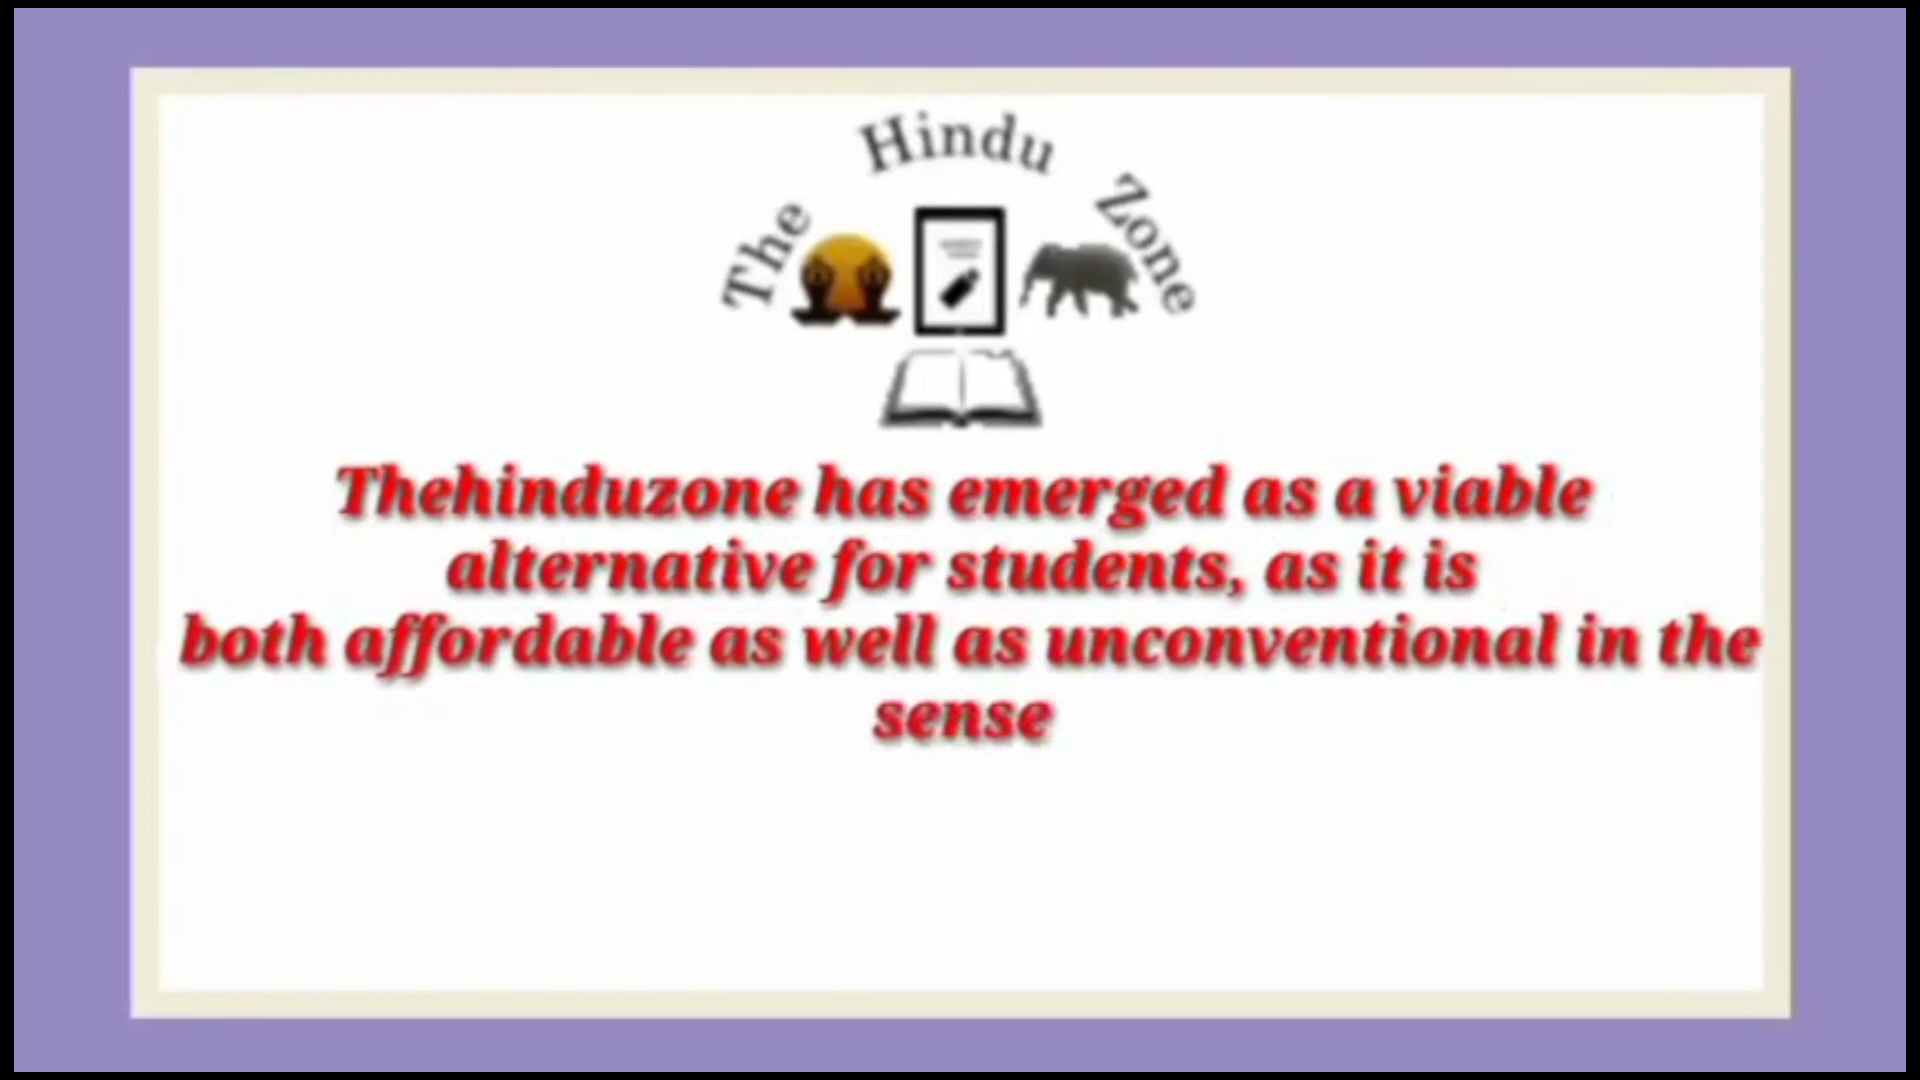 The Hindu Zone
Thehinduzone has emerged as a viable
alternative for students, as it is
both affordable as well as unconventional in the
sense